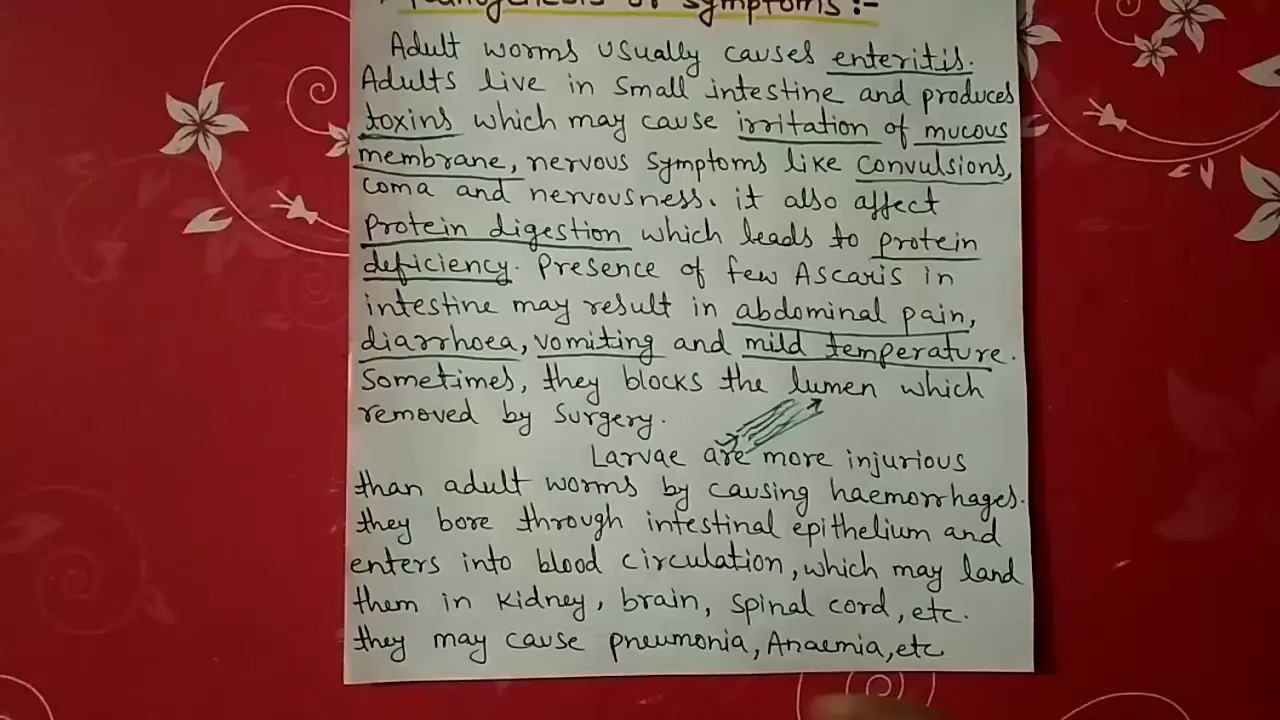 Pathogenesis of Symptoms :-
Adult worms usually causes enteritis.
Adults live in small intestine and produces
toxins which may cause irritation of mucous
membrane, nervous symptoms like convulsions,
coma and nervousness. it also affect
protein digestion which leads to protein
deficiency. Presence of few Ascaris in
intestine may result in abdominal pain,
diarrhoea, vomiting and mild temperature.
Sometimes, they blocks the lumen which
removed by surgery.
Larvae are more injurious
than adult worms by causing haemorrhages.
they bore through intestinal epithelium and
enters into blood circulation, which may land
them in kidney, brain, spinal cord, etc.
they may cause pneumonia, Anaemia, etc